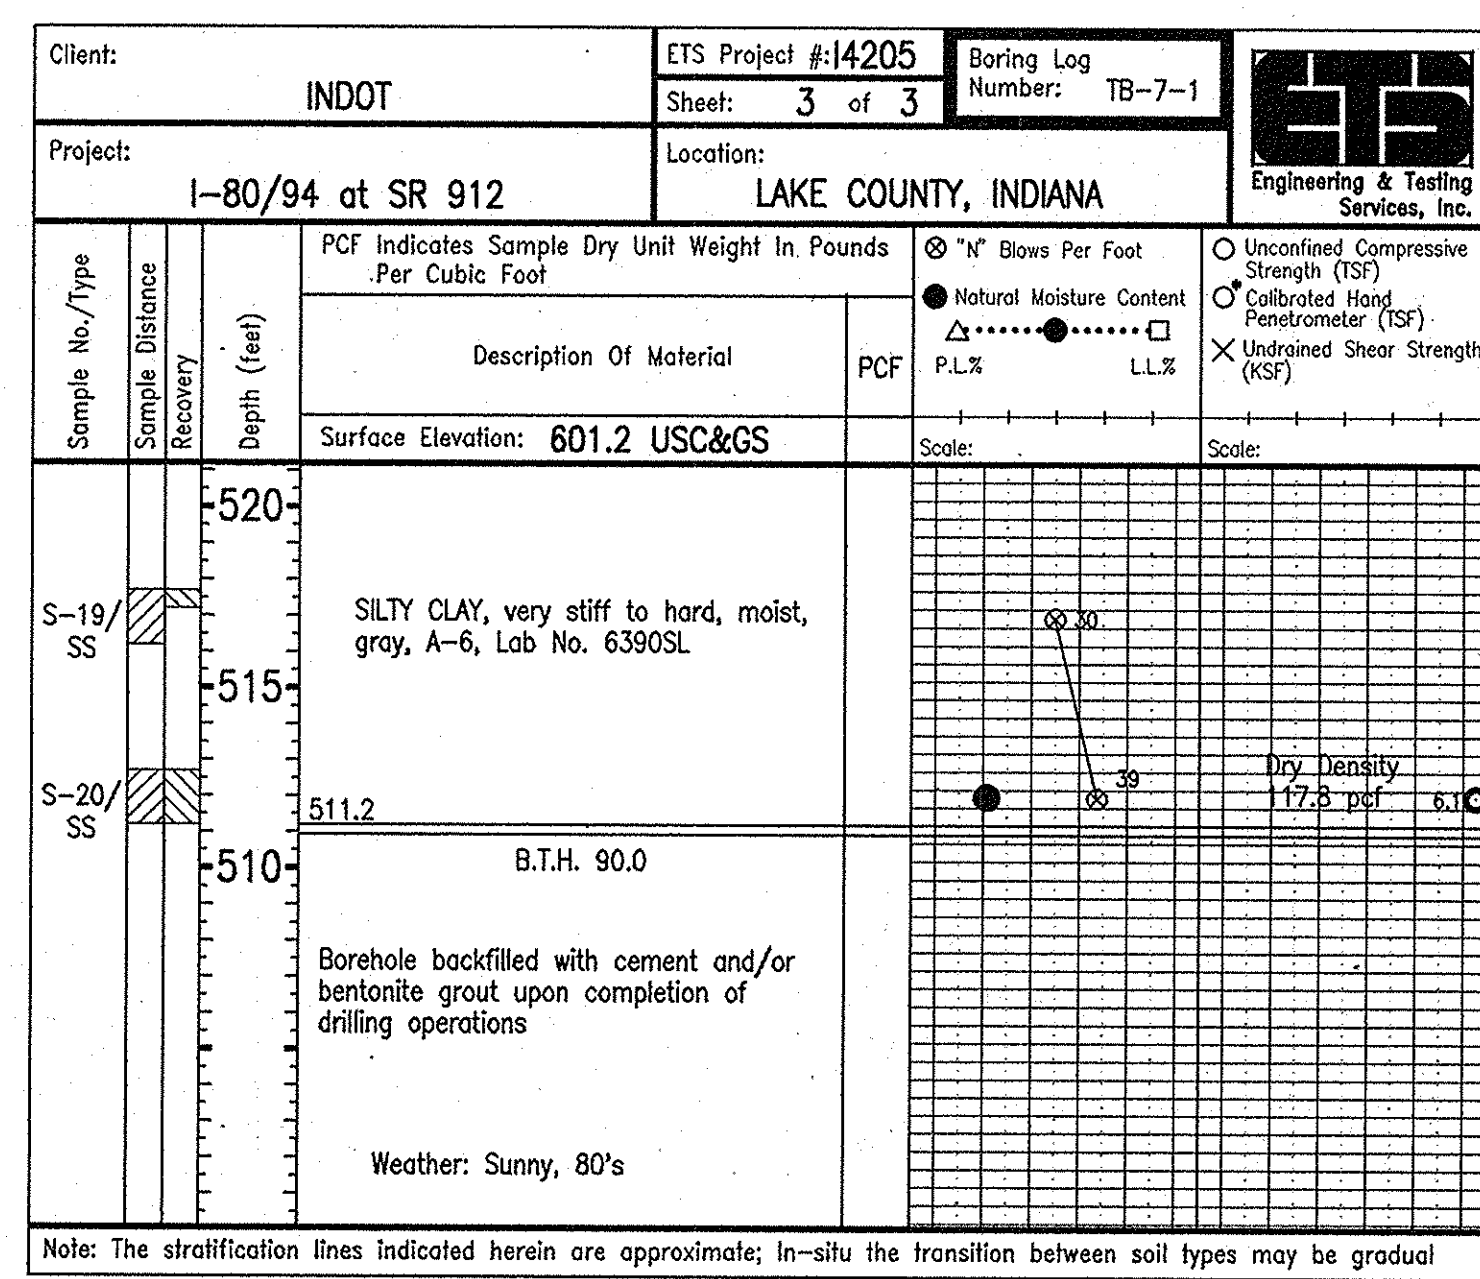 Client:
INDOT
ETS Project #: 14205
Sheet: 3 of 3
Boring Log
Number: TB-7-1
ETS
Engineering & Testing
Services, Inc.
Project:
I-80/94 at SR 912
Location:
LAKE COUNTY, INDIANA
Sample No./Type
Sample Distance
Recovery
Depth (feet)
PCF Indicates Sample Dry Unit Weight In Pounds
Per Cubic Foot
Description Of Material
PCF
Surface Elevation: 601.2 USC&GS
⊗ "N" Blows Per Foot
● Natural Moisture Content
P.L.% L.L.%
Scale:
Unconfined Compressive
Strength (TSF)
Calibrated Hand
Penetrometer (TSF)
Undrained Shear Strength
(KSF)
Scale:
520
S-19/
SS
SILTY CLAY, very stiff to hard, moist,
gray, A-6, Lab No. 6390SL
30
515
S-20/
SS
39
Dry Density
117.8 pcf
6.1
511.2
510
B.T.H. 90.0
Borehole backfilled with cement and/or
bentonite grout upon completion of
drilling operations
Weather: Sunny, 80's
Note: The stratification lines indicated herein are approximate; In-situ the transition between soil types may be gradual